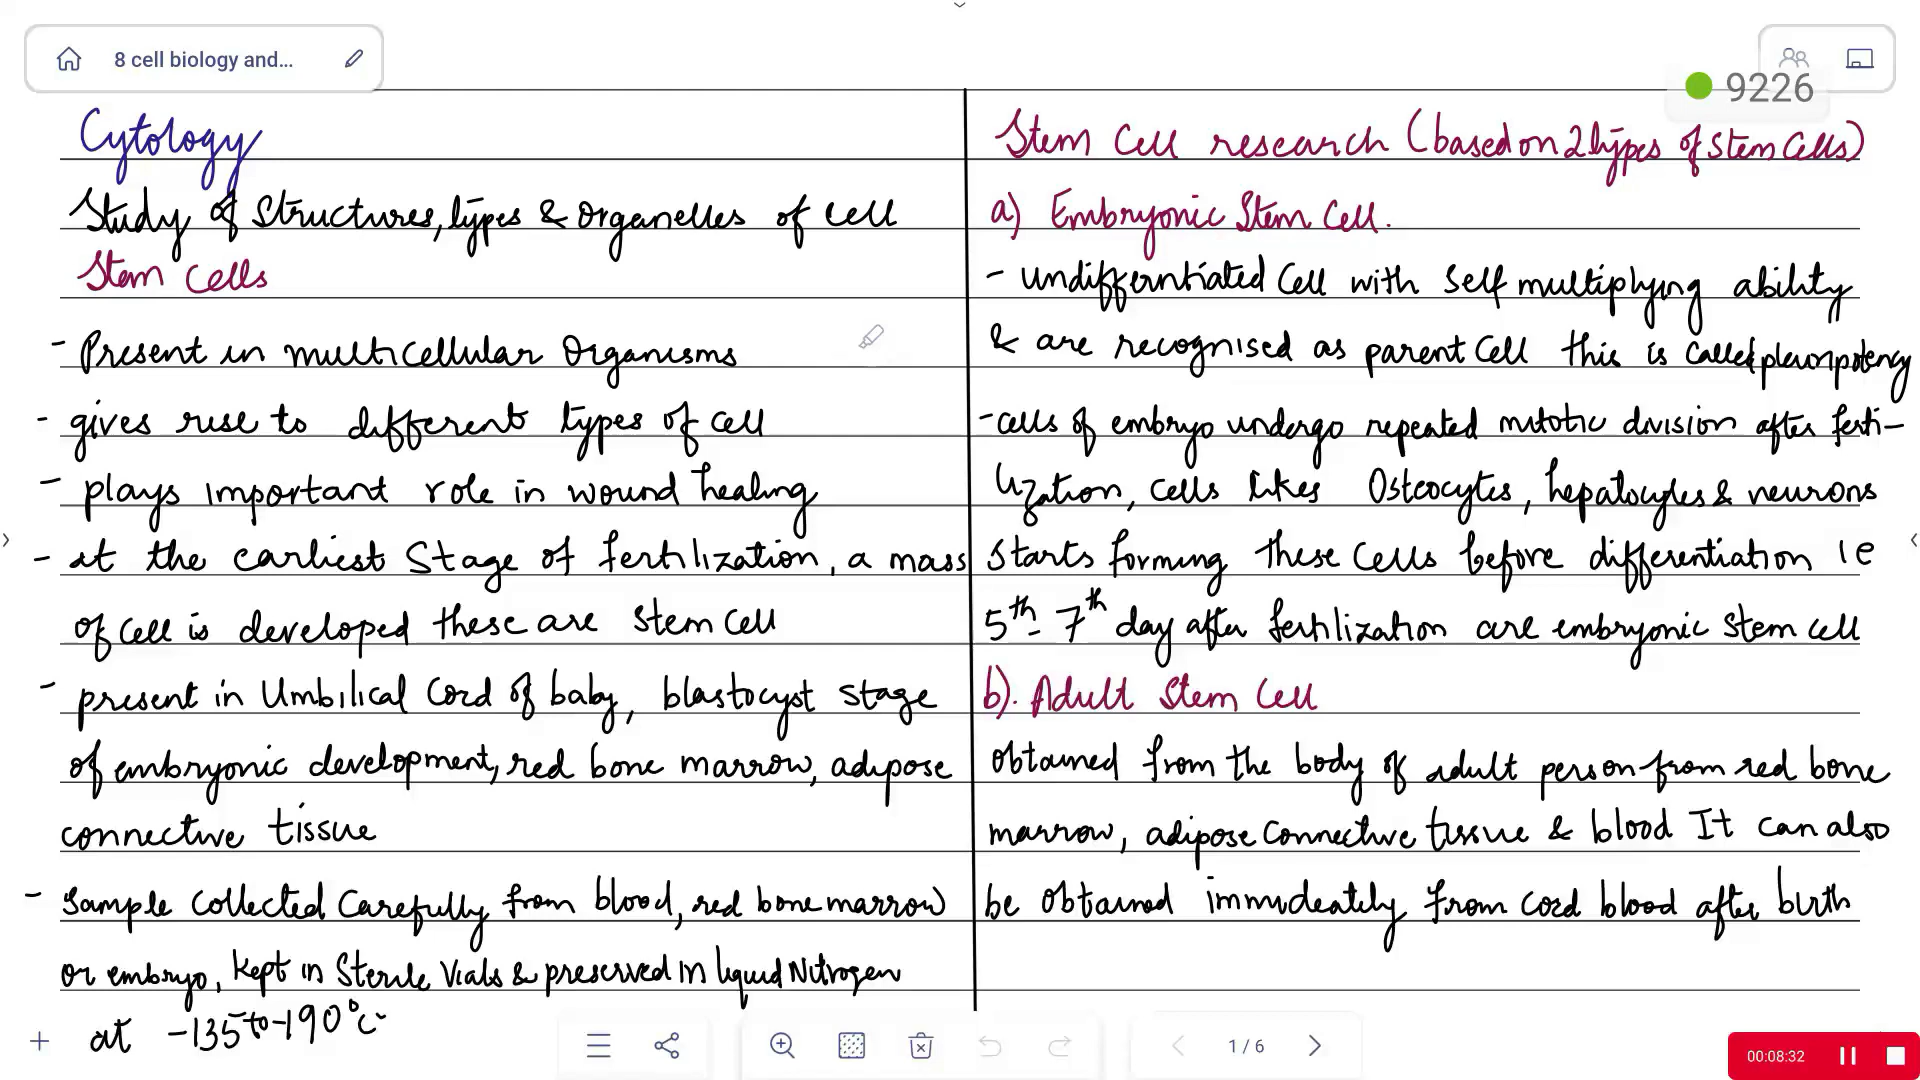 8 cell biology and...
9226
Cytology
Study of Structures, types & Organelles of Cell
Stem Cells
- Present in multicellular Organisms
- gives rise to different types of cell
- plays important role in wound healing
- at the earliest Stage of fertilization, a mass
of cell is developed these are stem cell
- present in Umbilical Cord of baby, blastocyst stage
of embryonic development, red bone marrow, adipose
connective tissue
- Sample Collected Carefully from blood, red bone marrow
or embryo, kept in Sterile Vials & preserved in liquid Nitrogen
at -135 to -190°C
Stem Cell research (based on 2 types of Stem Cells)
a) Embryonic Stem Cell.
- undifferntiated Cell with self multiplying ability
& are recognised as parent Cell this is called pleuripotency
- cells of embryo undergo repeated mitotic division after ferti-
lization, cells likes Osteocytes, hepatocytes & neurons
starts forming these Cells before differentiation ie
5th - 7th day after fertilization are embryonic stem cell
b). Adult Stem Cell
obtained from the body of adult person from red bone
marrow, adipose Connective tissue & blood It can also
be obtained immideately from cord blood after birth
1 / 6
00:08:32